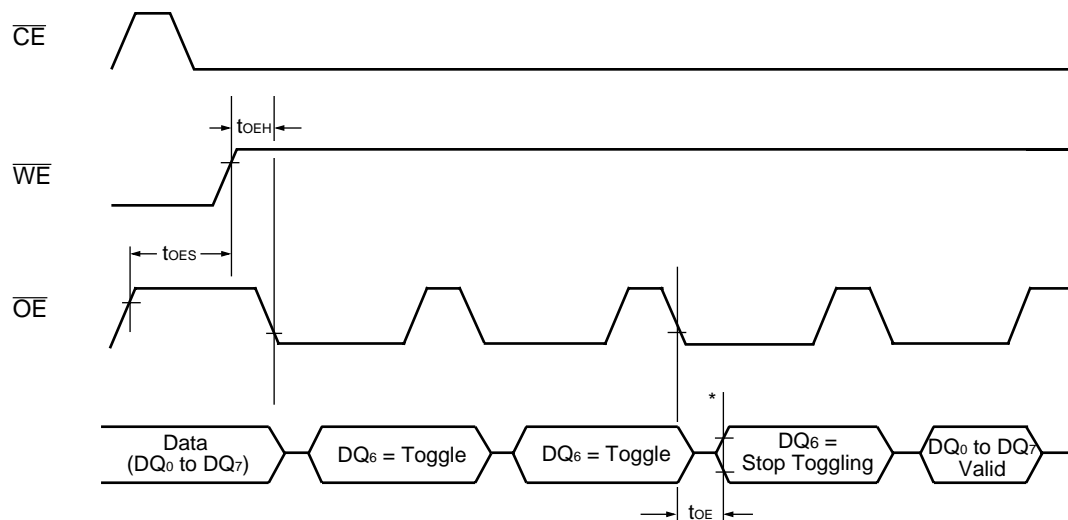 CE
tOEH
WE
tOES
OE
*
Data
(DQ0 to DQ7)
DQ6 = Toggle
DQ6 = Toggle
DQ6 =
Stop Toggling
DQ0 to DQ7
Valid
tOE